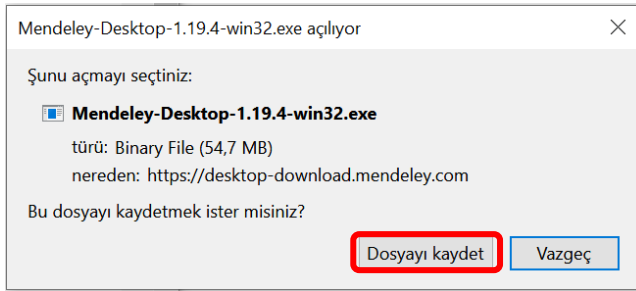 Mendeley-Desktop-1.19.4-win32.exe açılıyor
Şunu açmayı seçtiniz:
Mendeley-Desktop-1.19.4-win32.exe
türü: Binary File (54,7 MB)
nereden: https://desktop-download.mendeley.com
Bu dosyayı kaydetmek ister misiniz?
Dosyayı kaydet Vazgeç